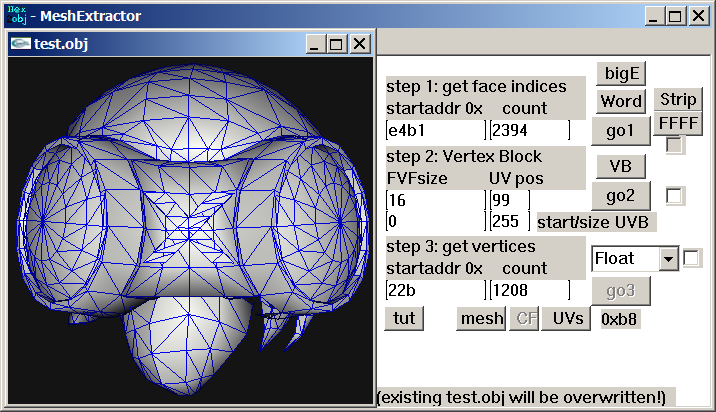 Hex
obj - MeshExtractor
test.obj
bigE
step 1: get face indices
startaddr 0x count
Word
Strip
e4b1 2394
go1
FFFF
step 2: Vertex Block
FVFsize UV pos
VB
16 99
go2
0 255 start/size UVB
step 3: get vertices
startaddr 0x count
Float
22b 1208
go3
tut mesh CF UVs 0xb8
(existing test.obj will be overwritten!)